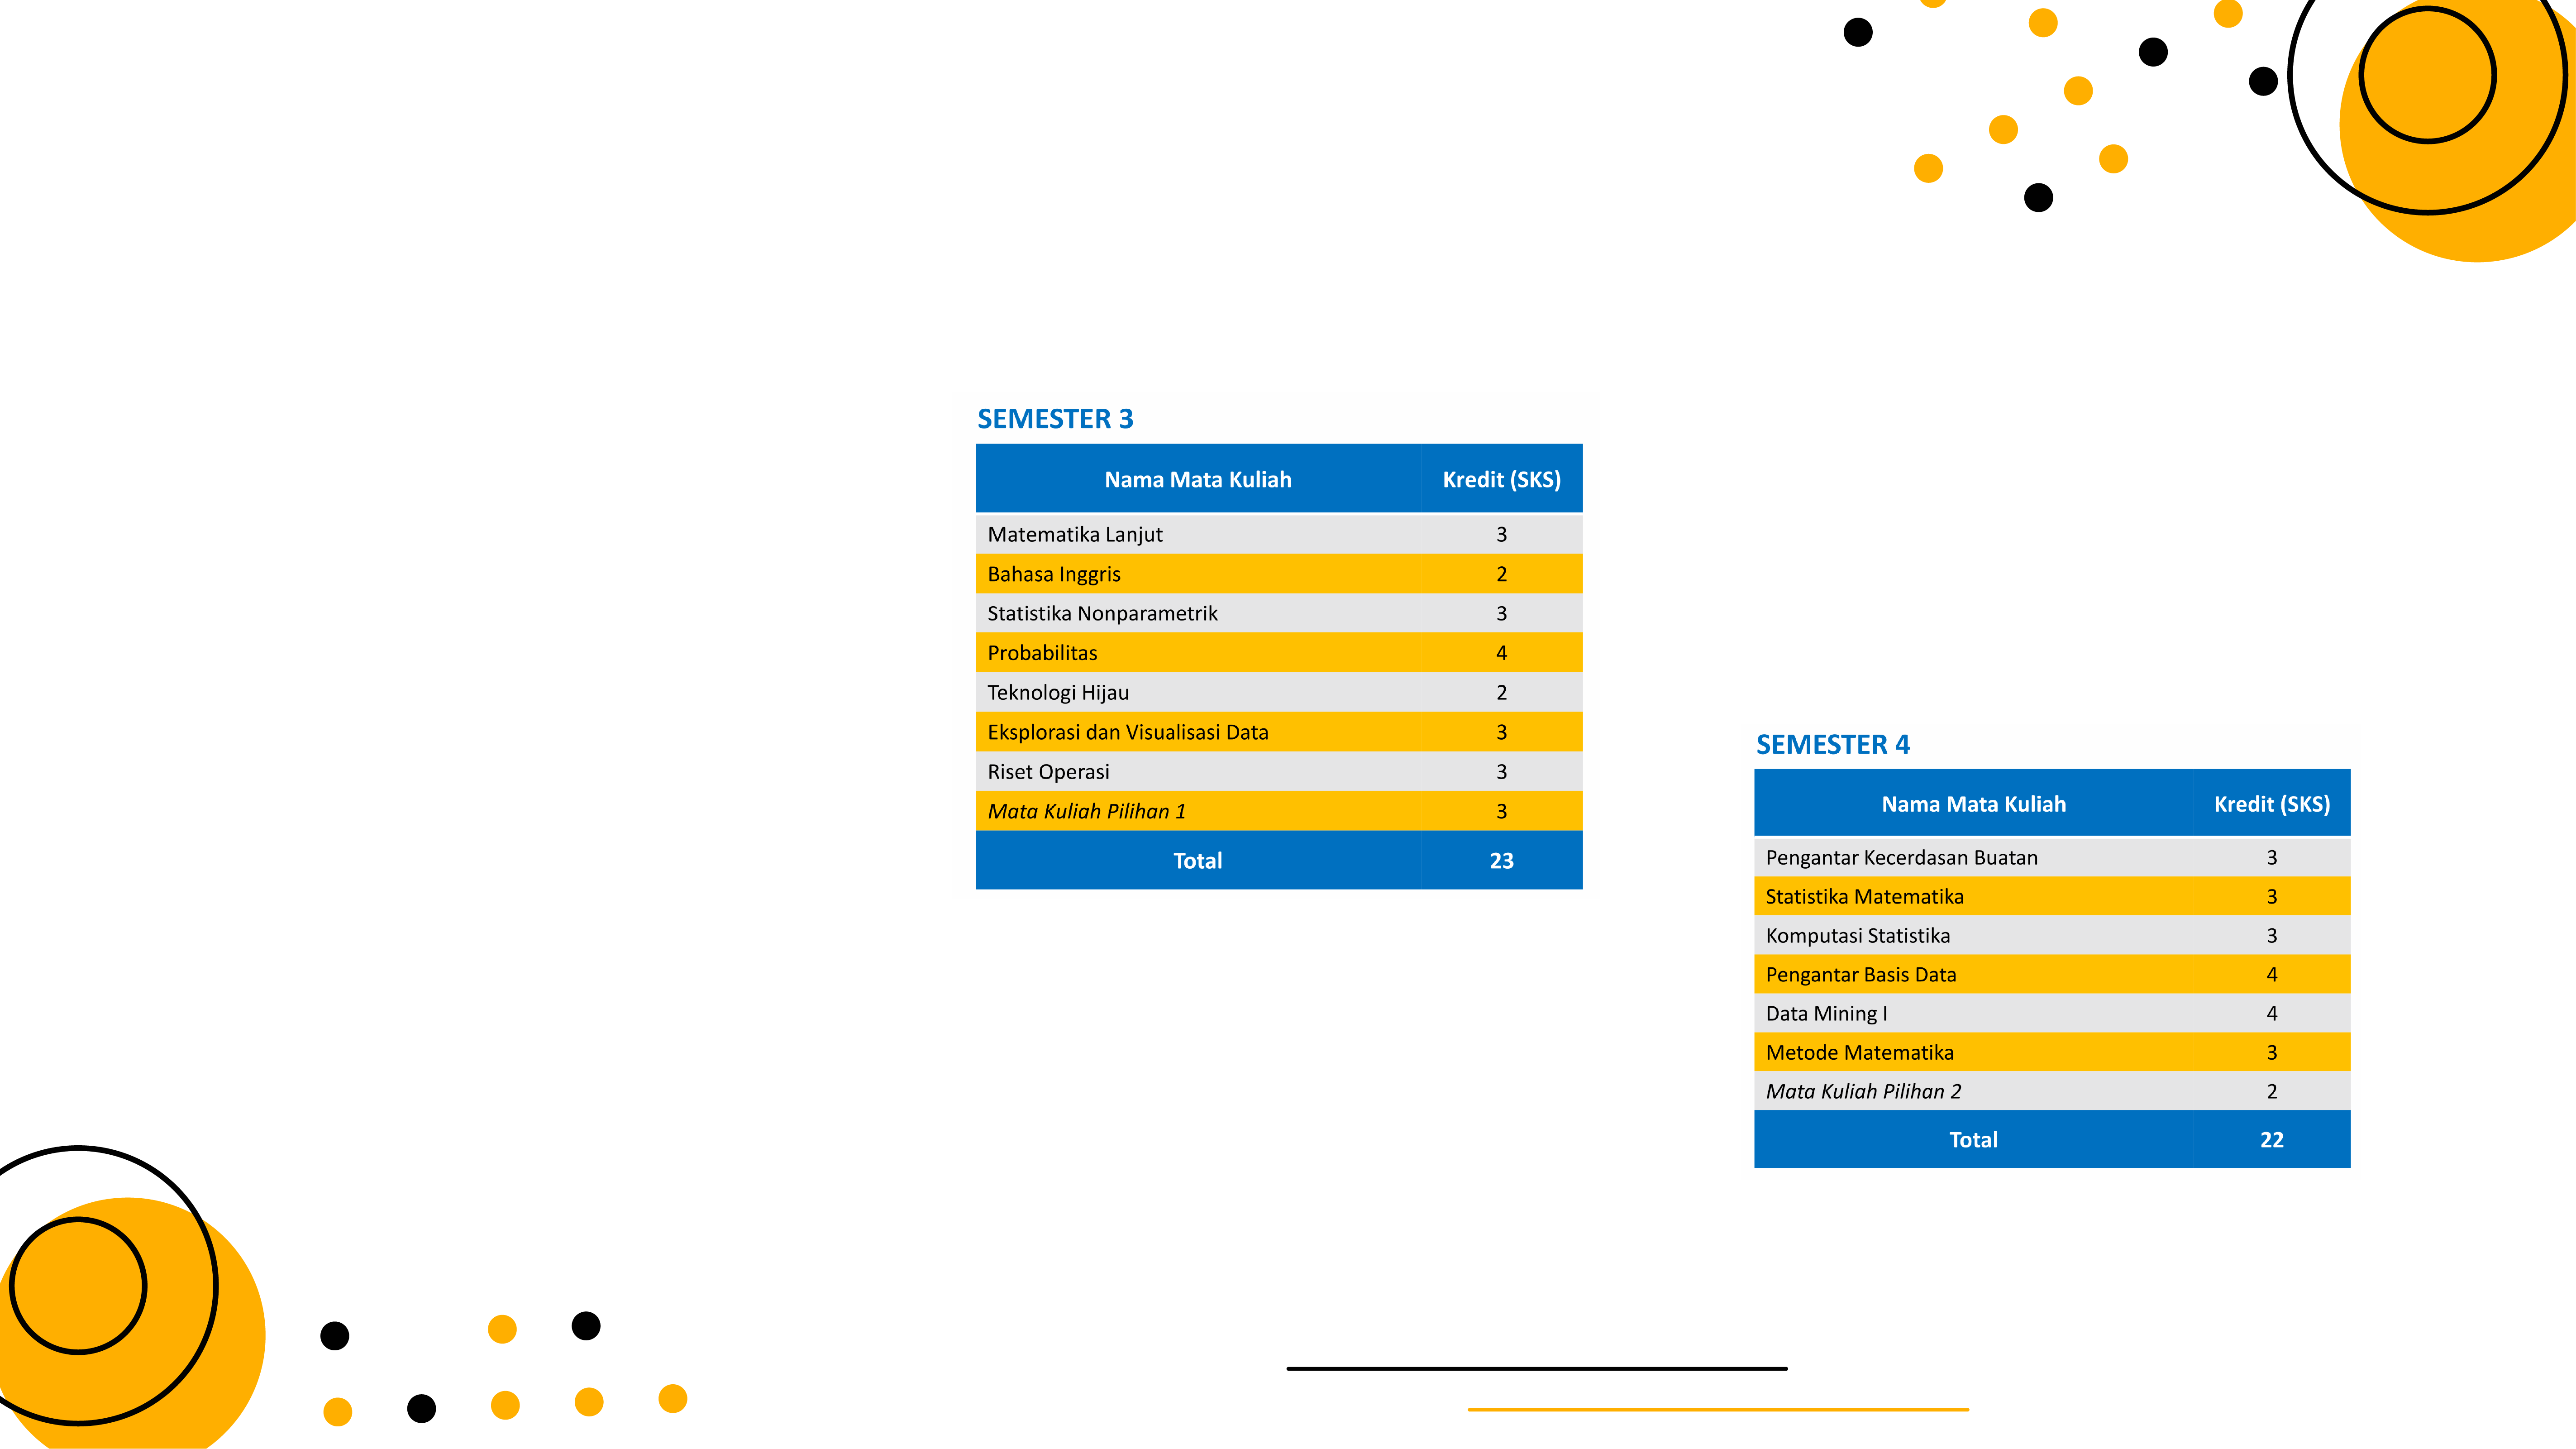 SEMESTER 3
Nama Mata Kuliah Kredit (SKS)
Matematika Lanjut 3
Bahasa Inggris 2
Statistika Nonparametrik 3
Probabilitas 4
Teknologi Hijau 2
Eksplorasi dan Visualisasi Data 3
Riset Operasi 3
Mata Kuliah Pilihan 1 3
Total 23
SEMESTER 4
Nama Mata Kuliah Kredit (SKS)
Pengantar Kecerdasan Buatan 3
Statistika Matematika 3
Komputasi Statistika 3
Pengantar Basis Data 4
Data Mining I 4
Metode Matematika 3
Mata Kuliah Pilihan 2 2
Total 22